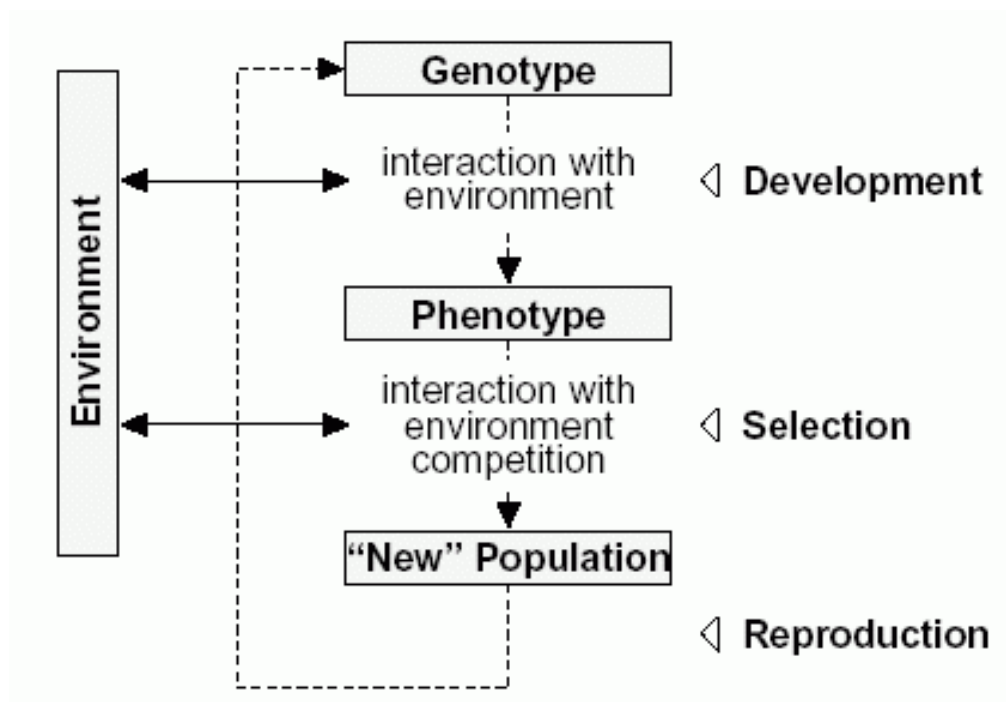 Genotype
interaction with
environment
Development
Environment
Phenotype
interaction with
environment
competition
Selection
“New” Population
Reproduction